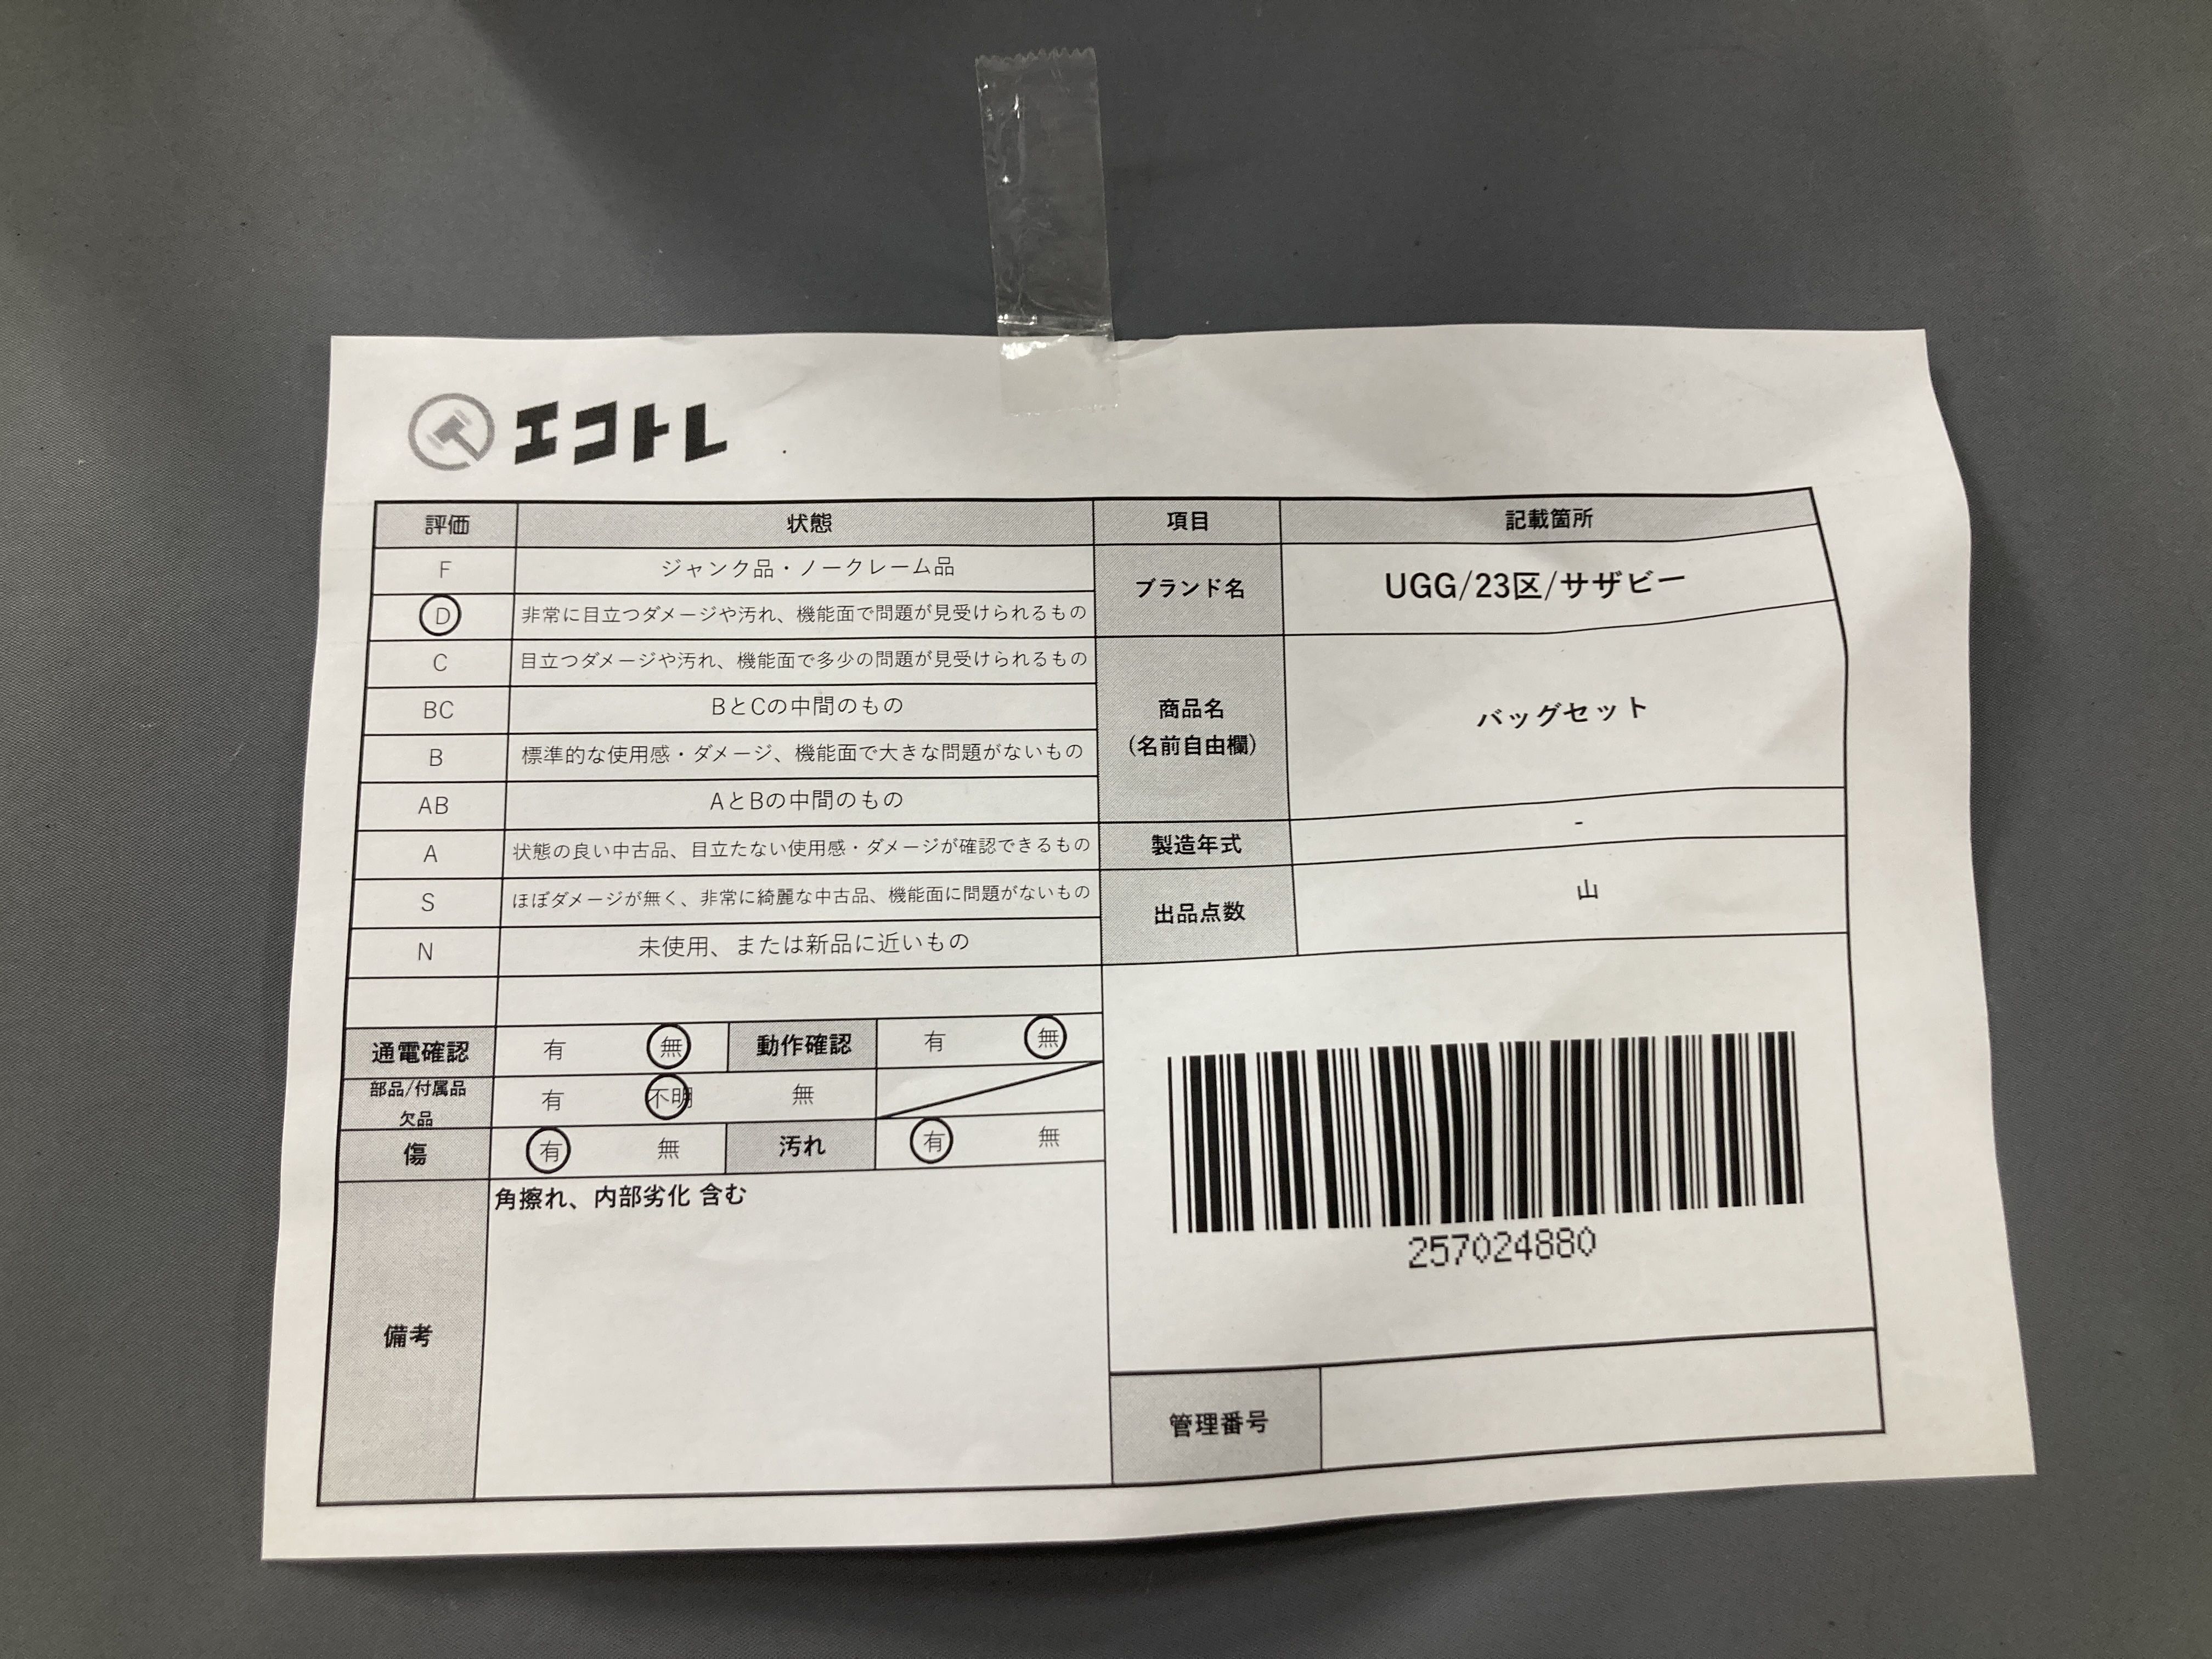 エコトレ
評価 状態 項目 記載箇所
F ジャンク品・ノークレーム品
D 非常に目立つダメージや汚れ、機能面で問題が見受けられるもの
C 目立つダメージや汚れ、機能面で多少の問題が見受けられるもの
BC BとCの中間のもの
B 標準的な使用感・ダメージ、機能面で大きな問題がないもの
AB AとBの中間のもの
A 状態の良い中古品、目立たない使用感・ダメージが確認できるもの
S ほぼダメージが無く、非常に綺麗な中古品、機能面に問題がないもの
N 未使用、または新品に近いもの
通電確認 有 無 動作確認 有 無
部品/付属品
欠品 有 不明 無
傷 有 無 汚れ 有 無
備考 角擦れ、内部劣化 含む
ブランド名 UGG/23区/サザビー
商品名
(名前自由欄) バッグセット
製造年式 -
出品点数 山
257024880
管理番号